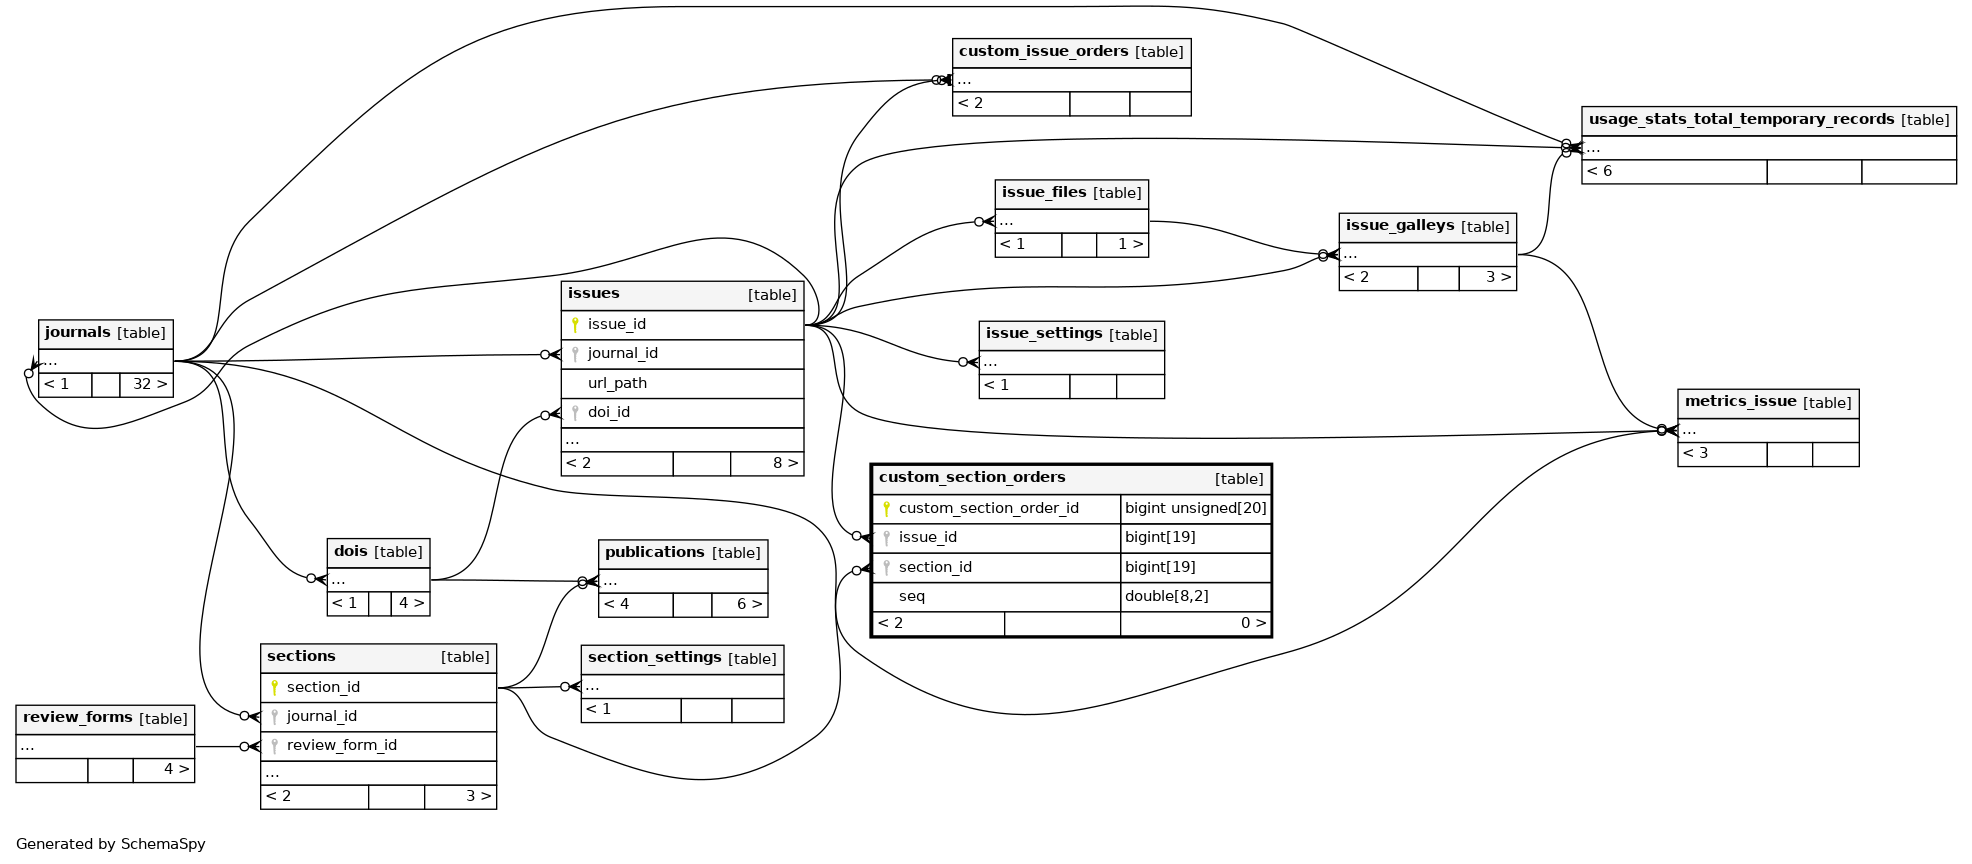 custom_issue_orders [table]
...
< 2
usage_stats_total_temporary_records [table]
...
< 6
issue_files [table]
...
< 1 1 >
issue_galleys [table]
...
< 2 3 >
issues [table]
issue_id
journal_id
url_path
doi_id
...
< 2 8 >
journals [table]
...
< 1 32 >
issue_settings [table]
...
< 1
metrics_issue [table]
...
< 3
custom_section_orders [table]
custom_section_order_id bigint unsigned[20]
issue_id bigint[19]
section_id bigint[19]
seq double[8,2]
< 2 0 >
dois [table]
...
< 1 4 >
publications [table]
...
< 4 6 >
sections [table]
section_id
journal_id
review_form_id
...
< 2 3 >
section_settings [table]
...
< 1
review_forms [table]
...
4 >
Generated by SchemaSpy